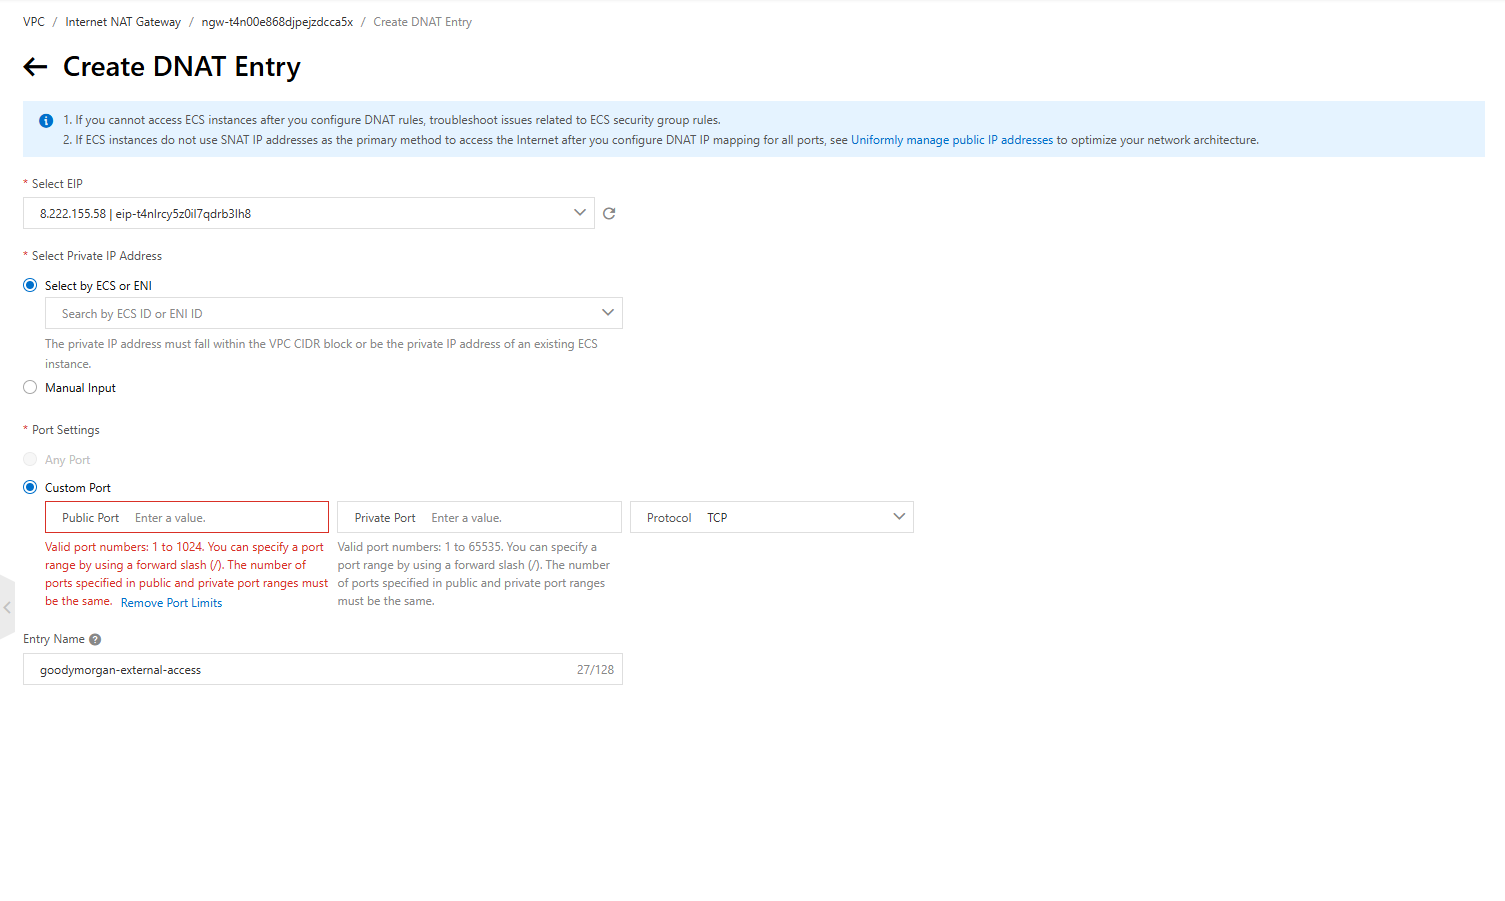 VPC / Internet NAT Gateway / ngw-t4n00e868djpejzdcca5x / Create DNAT Entry
Create DNAT Entry
1. If you cannot access ECS instances after you configure DNAT rules, troubleshoot issues related to ECS security group rules.
2. If ECS instances do not use SNAT IP addresses as the primary method to access the Internet after you configure DNAT IP mapping for all ports, see Uniformly manage public IP addresses to optimize your network architecture.
* Select EIP
8.222.155.58 | eip-t4nlrcy5z0il7qdrb3lh8
* Select Private IP Address
Select by ECS or ENI
Search by ECS ID or ENI ID
The private IP address must fall within the VPC CIDR block or be the private IP address of an existing ECS
instance.
Manual Input
* Port Settings
Any Port
Custom Port
Public Port Enter a value.
Private Port Enter a value.
Protocol TCP
Valid port numbers: 1 to 1024. You can specify a port
range by using a forward slash (/). The number of
ports specified in public and private port ranges must
be the same. Remove Port Limits
Valid port numbers: 1 to 65535. You can specify a
port range by using a forward slash (/). The number
of ports specified in public and private port ranges
must be the same.
Entry Name ?
goodymorgan-external-access 27/128